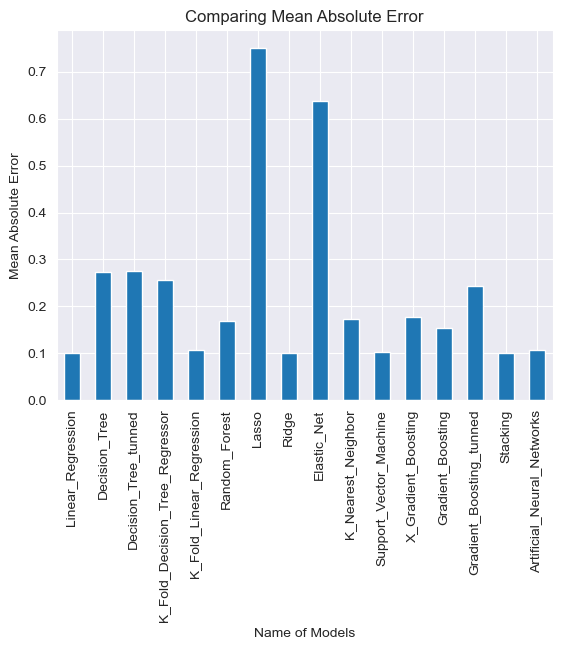 Comparing Mean Absolute Error
Mean Absolute Error
0.7
0.6
0.5
0.4
0.3
0.2
0.1
0.0
Linear_Regression
Decision_Tree
Decision_Tree_tunned
K_Fold_Decision_Tree_Regressor
K_Fold_Linear_Regression
Random_Forest
Lasso
Ridge
Elastic_Net
K_Nearest_Neighbor
Support_Vector_Machine
X_Gradient_Boosting
Gradient_Boosting
Gradient_Boosting_tunned
Stacking
Artificial_Neural_Networks
Name of Models